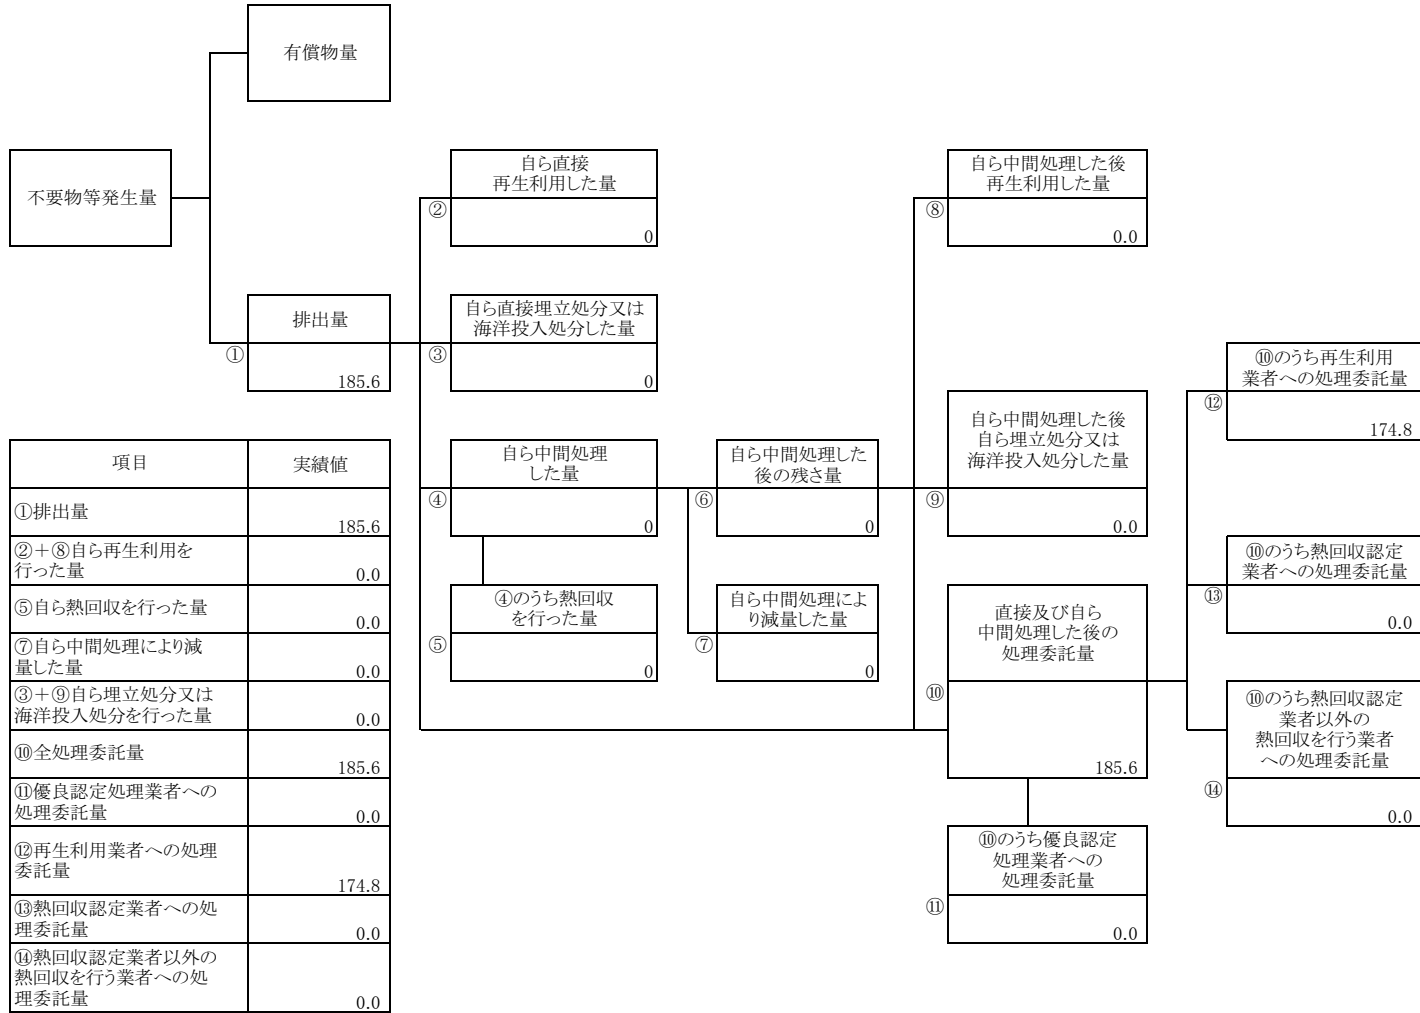 有償物量
不要物等発生量
自ら直接
再生利用した量
②
0
自ら中間処理した後
再生利用した量
⑧
0.0
排出量
①
185.6
自ら直接埋立処分又は
海洋投入処分した量
③
0
⑩のうち再生利用
業者への処理委託量
⑫
174.8
自ら中間処理
した量
④
0
自ら中間処理した
後の残さ量
⑥
0
自ら中間処理した後
自ら埋立処分又は
海洋投入処分した量
⑨
0.0
⑩のうち熱回収認定
業者への処理委託量
⑬
0.0
④のうち熱回収
を行った量
⑤
0
自ら中間処理によ
り減量した量
⑦
0
直接及び自ら
中間処理した後の
処理委託量
⑩
185.6
⑩のうち熱回収認定
業者以外の
熱回収を行う業者
への処理委託量
⑭
0.0
⑩のうち優良認定
処理業者への
処理委託量
⑪
0.0
項目 実績値
①排出量
185.6
②＋⑧自ら再生利用を
行った量 0.0
⑤自ら熱回収を行った量
0.0
⑦自ら中間処理により減
量した量 0.0
③＋⑨自ら埋立処分又は
海洋投入処分を行った量 0.0
⑩全処理委託量
185.6
⑪優良認定処理業者への
処理委託量 0.0
⑫再生利用業者への処理
委託量
174.8
⑬熱回収認定業者への処
理委託量 0.0
⑭熱回収認定業者以外の
熱回収を行う業者への処
理委託量 0.0